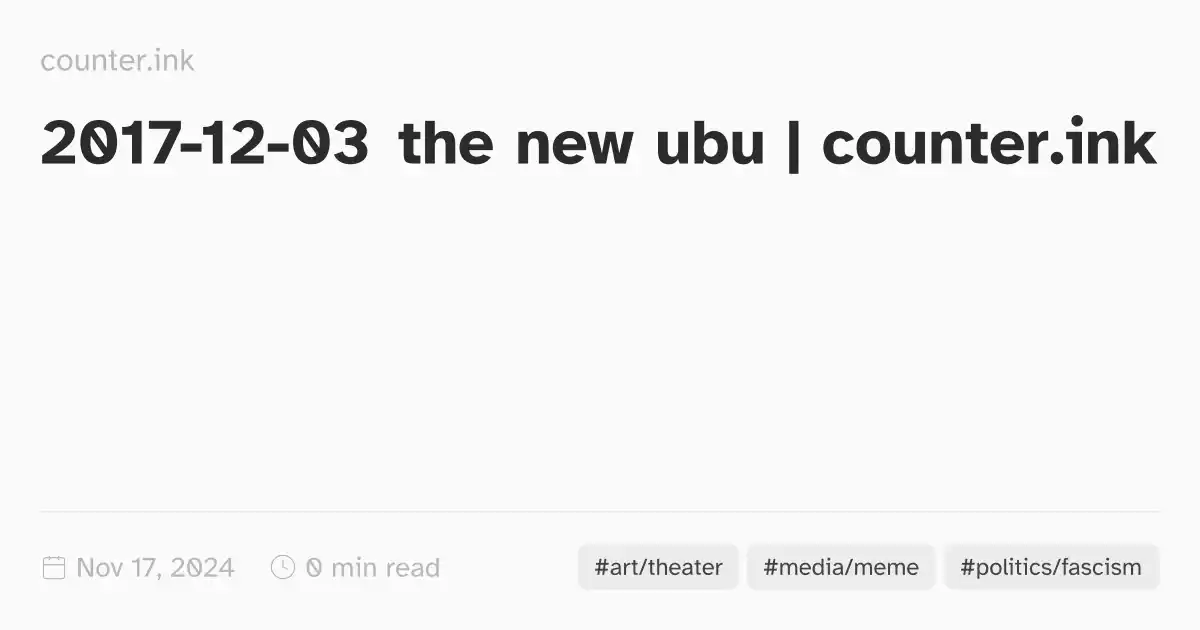 counter.ink
2017-12-03 the new ubu | counter.ink
Nov 17, 2024 0 min read #art/theater #media/meme #politics/fascism